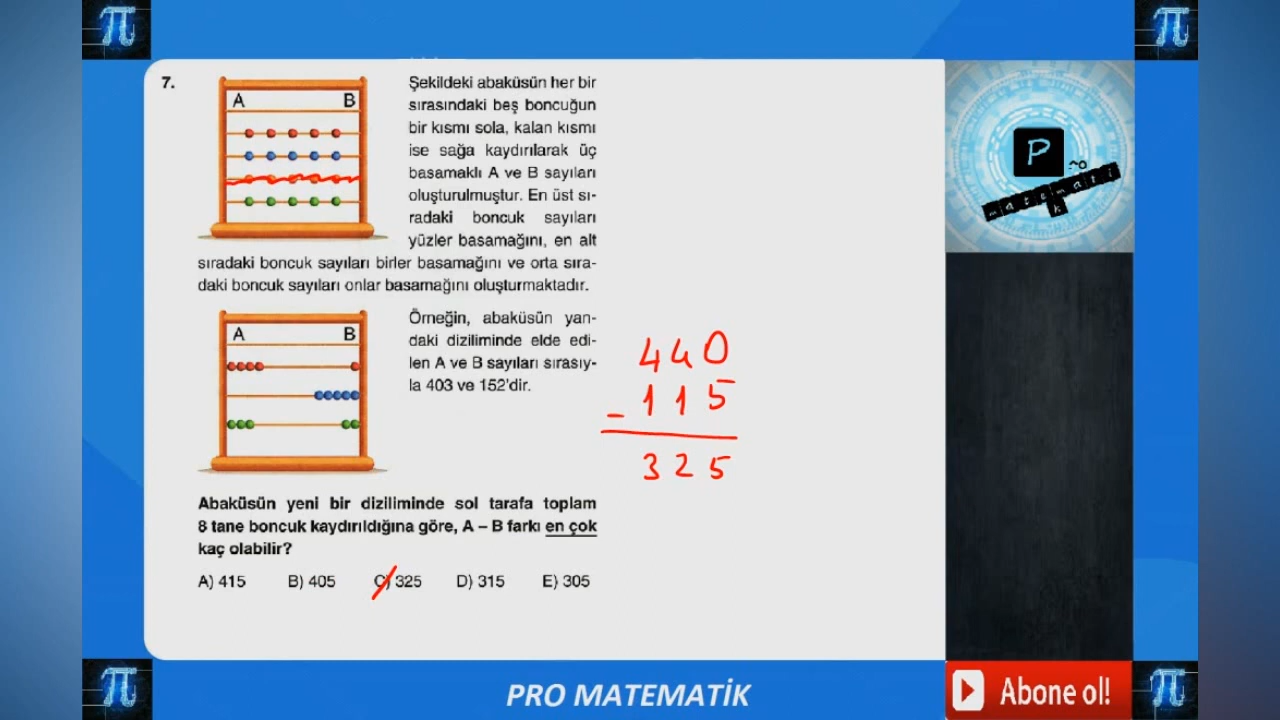 7.
A B
Şekildeki abaküsün her bir
sırasındaki beş boncuğun
bir kısmı sola, kalan kısmı
ise sağa kaydırılarak üç
basamaklı A ve B sayıları
oluşturulmuştur. En üst sı-
radaki boncuk sayıları
yüzler basamağını, en alt
sıradaki boncuk sayıları birler basamağını ve orta sıra-
daki boncuk sayıları onlar basamağını oluşturmaktadır.
A B
Örneğin, abaküsün yan-
daki diziliminde elde edi-
len A ve B sayıları sırasıy-
la 403 ve 152'dir.
440
- 115
325
Abaküsün yeni bir diziliminde sol tarafa toplam
8 tane boncuk kaydırıldığına göre, A – B farkı en çok
kaç olabilir?
A) 415 B) 405 C) 325 D) 315 E) 305
P
ro
matemati
k
π
π
π
π
PRO MATEMATİK
Abone ol!